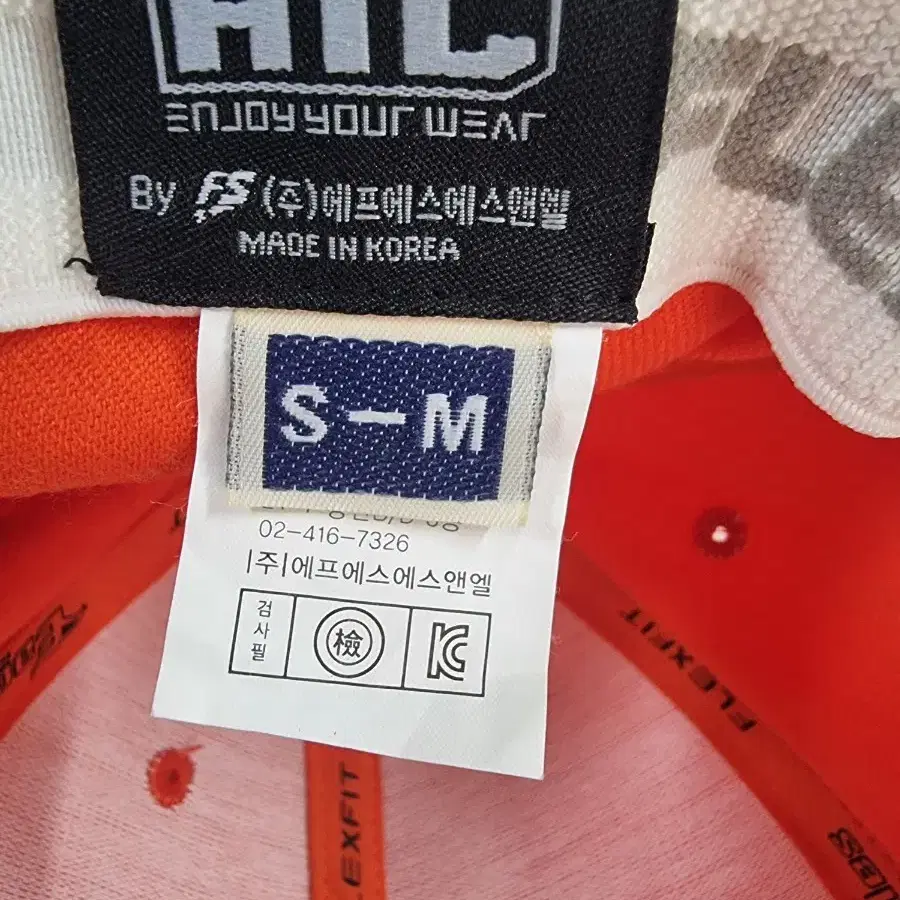 ENJOY YOUR WEAR
By FS (주)에프에스에스앤엘
MADE IN KOREA
S-M
02-416-7326
(주)에프에스에스앤엘
검사필
檢
KC
FLEXFIT
FLEXFIT